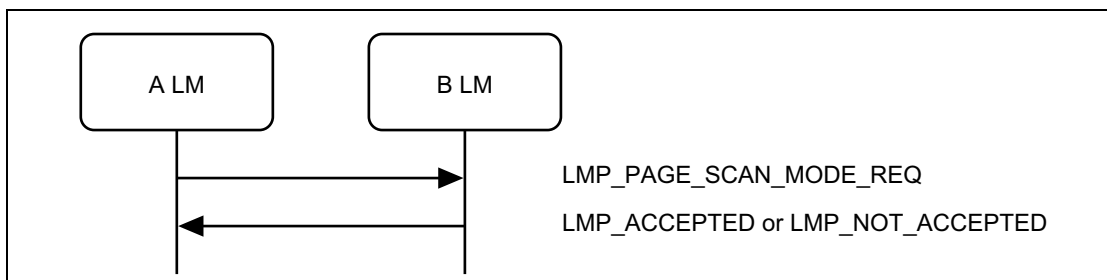 A LM
B LM
LMP_PAGE_SCAN_MODE_REQ
LMP_ACCEPTED or LMP_NOT_ACCEPTED